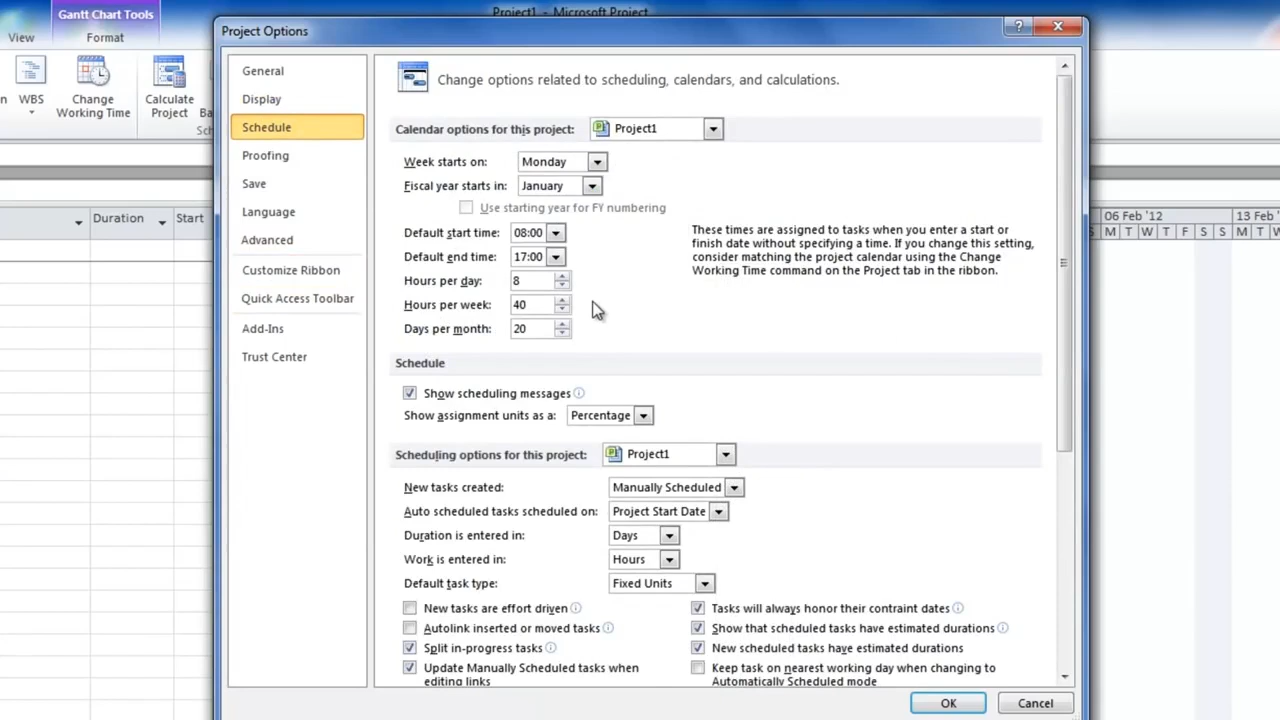 Gantt Chart Tools
Project1 - Microsoft Project
View
Format
Project Options
WBS
Change Working Time
Calculate Project
General
Display
Schedule
Proofing
Save
Language
Advanced
Customize Ribbon
Quick Access Toolbar
Add-Ins
Trust Center
Change options related to scheduling, calendars, and calculations.
Calendar options for this project: Project1
Week starts on: Monday
Fiscal year starts in: January
Use starting year for FY numbering
Default start time: 08:00
Default end time: 17:00
Hours per day: 8
Hours per week: 40
Days per month: 20
These times are assigned to tasks when you enter a start or
finish date without specifying a time. If you change this setting,
consider matching the project calendar using the Change
Working Time command on the Project tab in the ribbon.
Schedule
Show scheduling messages
Show assignment units as a: Percentage
Scheduling options for this project: Project1
New tasks created: Manually Scheduled
Auto scheduled tasks scheduled on: Project Start Date
Duration is entered in: Days
Work is entered in: Hours
Default task type: Fixed Units
New tasks are effort driven
Autolink inserted or moved tasks
Split in-progress tasks
Update Manually Scheduled tasks when
editing links
Tasks will always honor their contraint dates
Show that scheduled tasks have estimated durations
New scheduled tasks have estimated durations
Keep task on nearest working day when changing to
Automatically Scheduled mode
OK
Cancel
Duration
Start
06 Feb '12
13 Feb '12
M T W T F S S M T W T